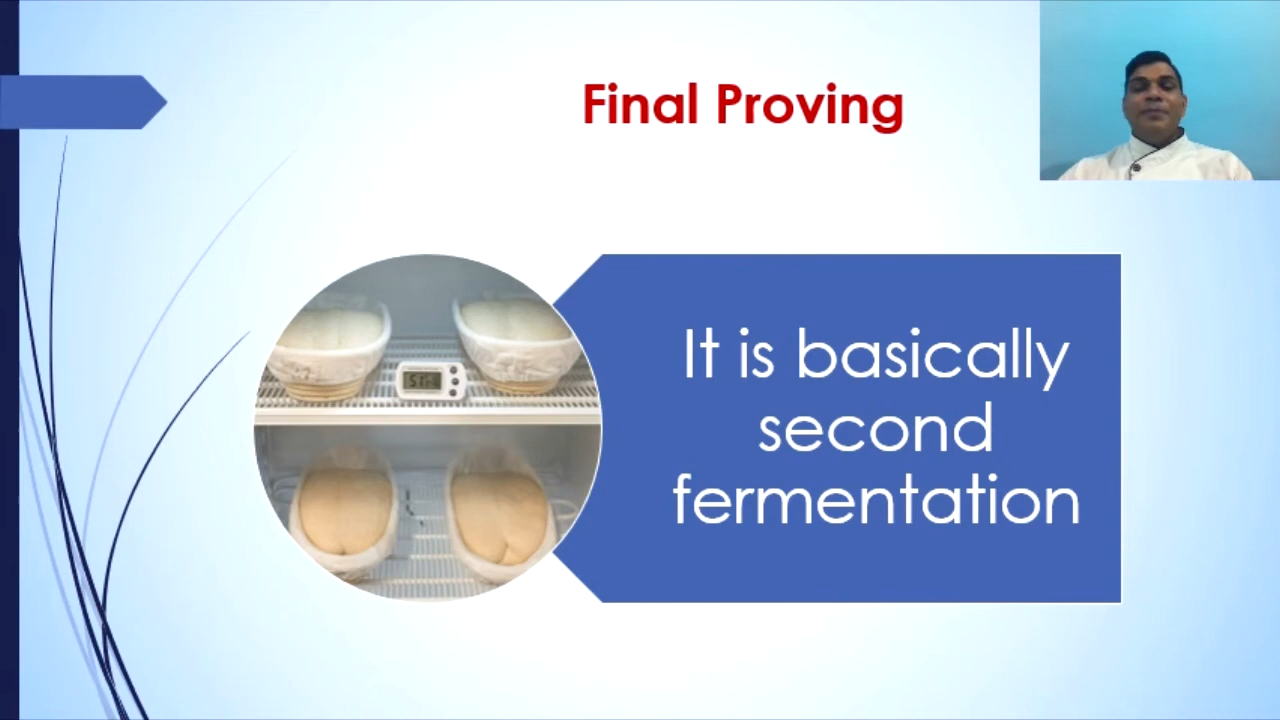 Final Proving
It is basically
second
fermentation